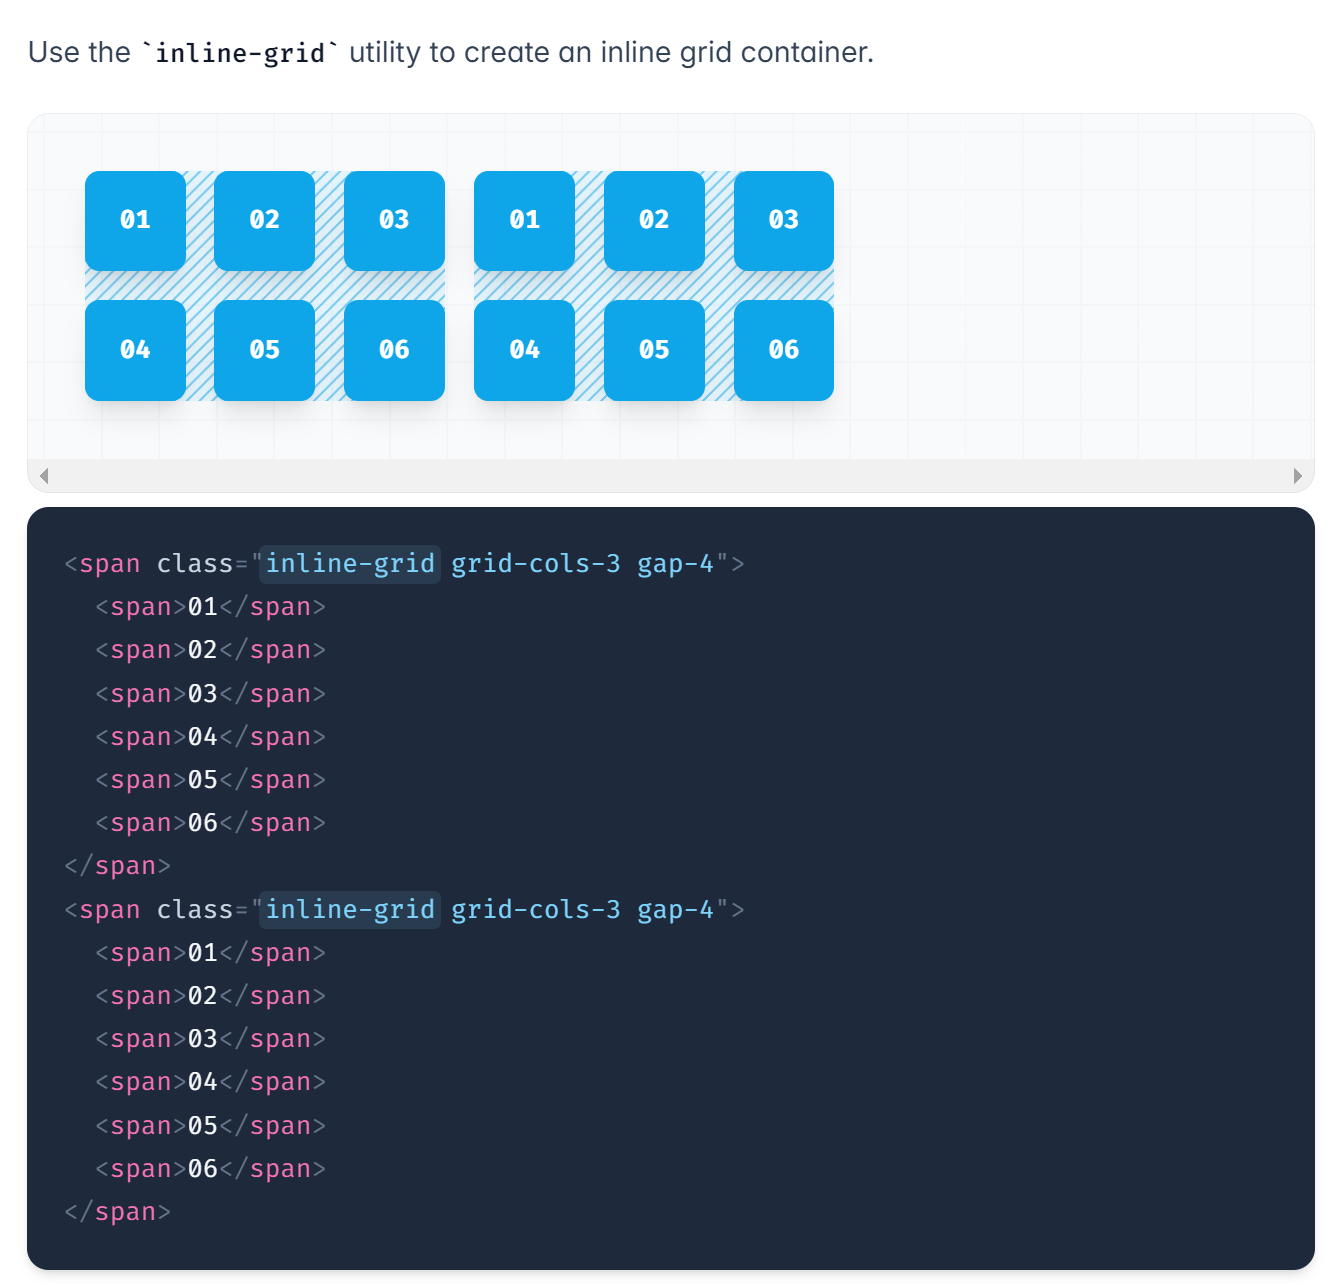 Use the `inline-grid` utility to create an inline grid container.
01 02 03 01 02 03
04 05 06 04 05 06
<span class="inline-grid grid-cols-3 gap-4">
  <span>01</span>
  <span>02</span>
  <span>03</span>
  <span>04</span>
  <span>05</span>
  <span>06</span>
</span>
<span class="inline-grid grid-cols-3 gap-4">
  <span>01</span>
  <span>02</span>
  <span>03</span>
  <span>04</span>
  <span>05</span>
  <span>06</span>
</span>